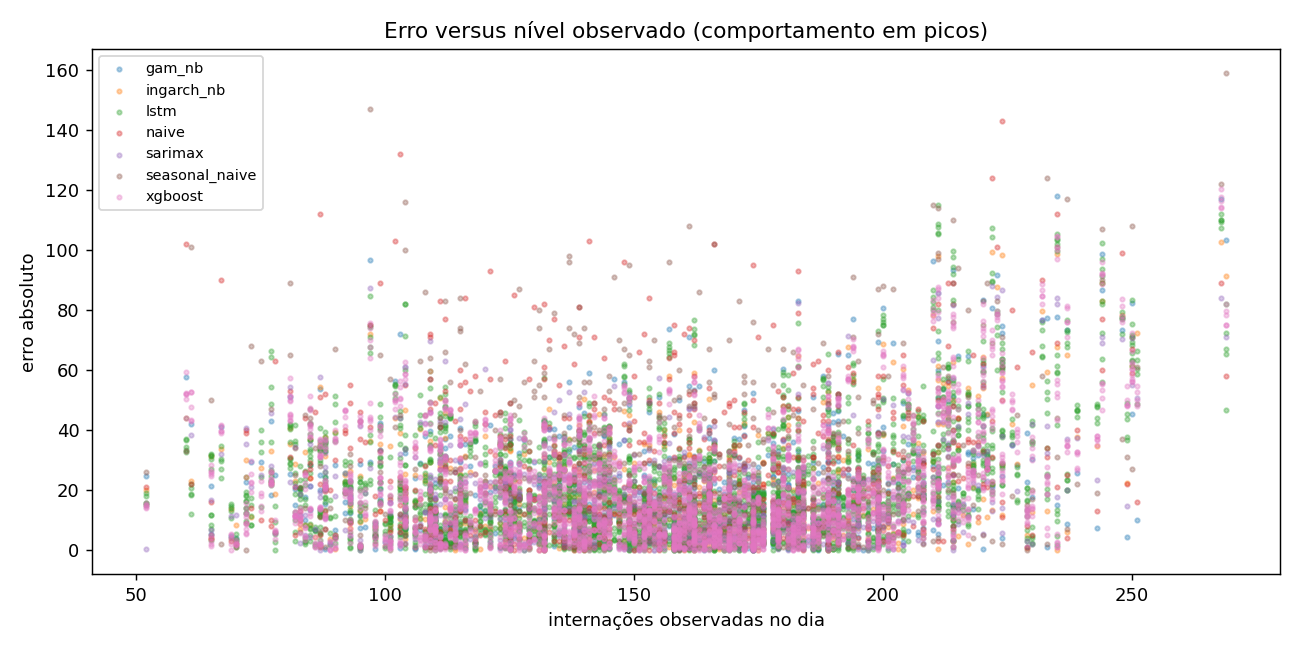 Erro versus nível observado (comportamento em picos)
gam_nb
ingarch_nb
lstm
naive
sarimax
seasonal_naive
xgboost
160
140
120
100
80
60
40
20
0
erro absoluto
50 100 150 200 250
internações observadas no dia